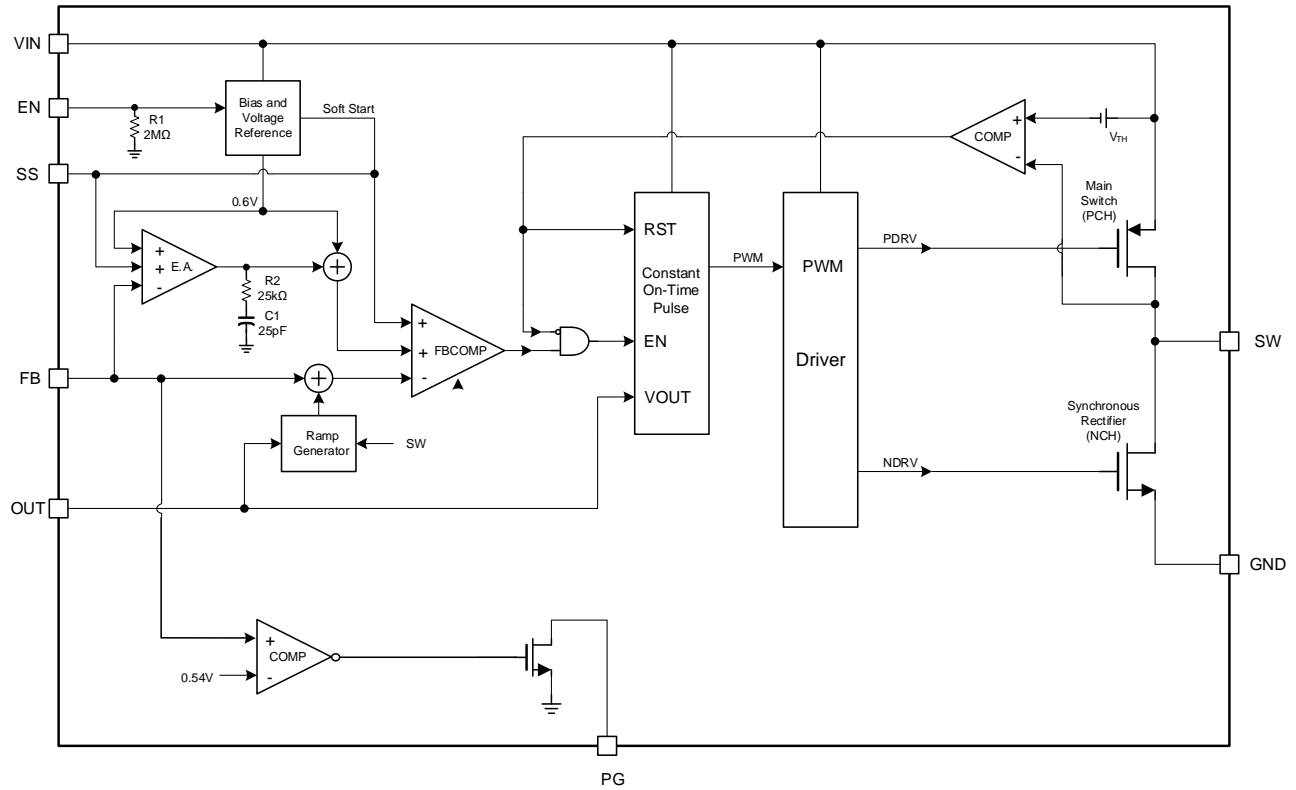 VIN
EN
R1
2MΩ
Bias and
Voltage
Reference
Soft Start
SS
0.6V
+
+
-
E.A.
R2
25kΩ
C1
25pF
+
+
+
-
FBCOMP
FB
+
Ramp
Generator
SW
OUT
RST
Constant
On-Time
Pulse
EN
VOUT
PWM
PWM
Driver
PDRV
NDRV
+
-
COMP
VTH
Main
Switch
(PCH)
Synchronous
Rectifier
(NCH)
SW
GND
+
-
COMP
0.54V
PG